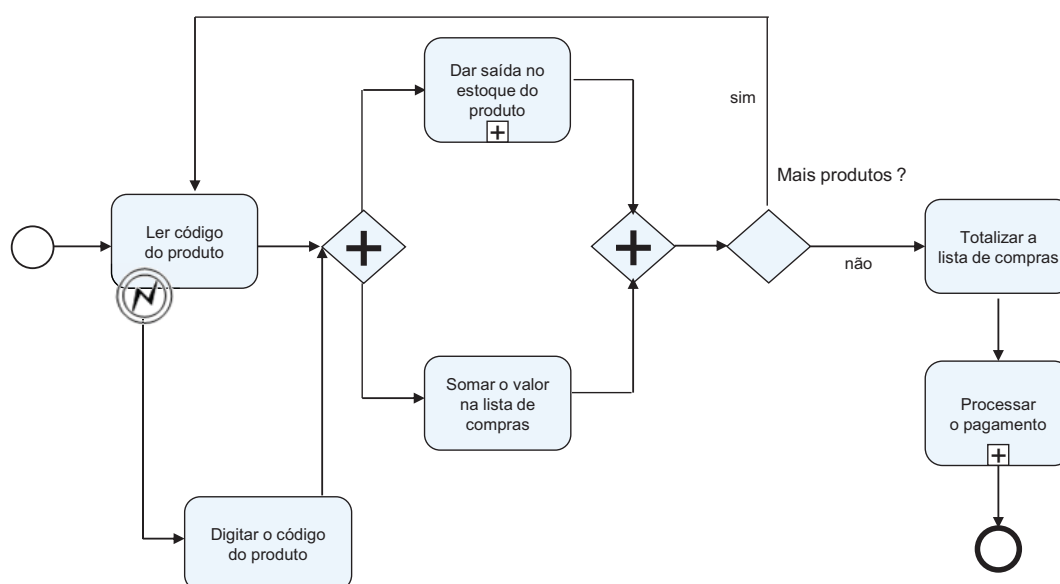 Dar saída no
estoque do
produto
sim
Mais produtos ?
Ler código
do produto
Totalizar a
lista de compras
não
Somar o valor
na lista de
compras
Processar
o pagamento
Digitar o código
do produto